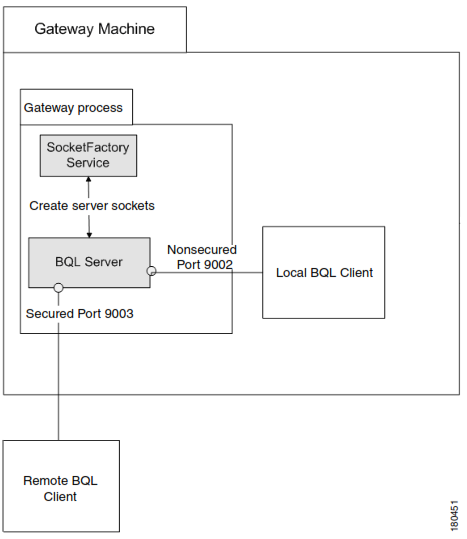 Gateway Machine
Gateway process
SocketFactory
Service
Create server sockets
BQL Server
Nonsecured
Port 9002
Local BQL Client
Secured Port 9003
Remote BQL
Client
180451